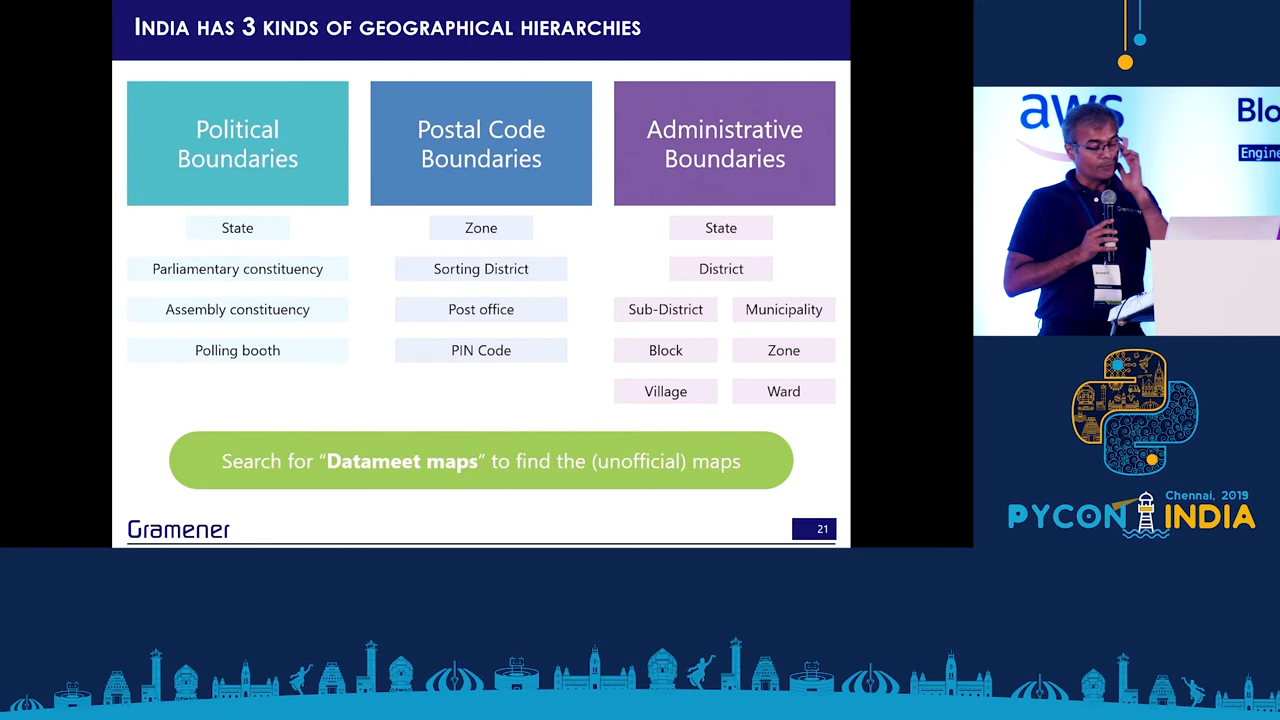 INDIA HAS 3 KINDS OF GEOGRAPHICAL HIERARCHIES
Political
Boundaries
State
Parliamentary constituency
Assembly constituency
Polling booth
Postal Code
Boundaries
Zone
Sorting District
Post office
PIN Code
Administrative
Boundaries
State
District
Sub-District
Municipality
Block
Zone
Village
Ward
Search for “Datameet maps” to find the (unofficial) maps
Gramener
21
aws
Blo
Engine
Chennai, 2019
PYCON INDIA